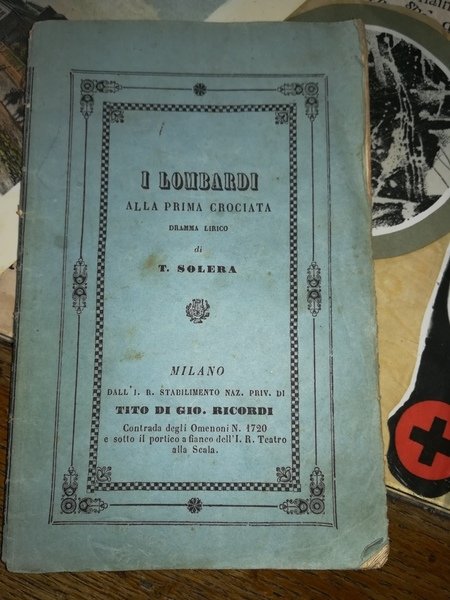 I LOMBARDI
ALLA PRIMA CROCIATA
DRAMMA LIRICO
di
T. SOLERA
MILANO
DALL'I. R. STABILIMENTO NAZ. PRIV. DI
TITO DI GIO. RICORDI
Contrada degli Omenoni N. 1720
e sotto il portico a fianco dell'I. R. Teatro
alla Scala.